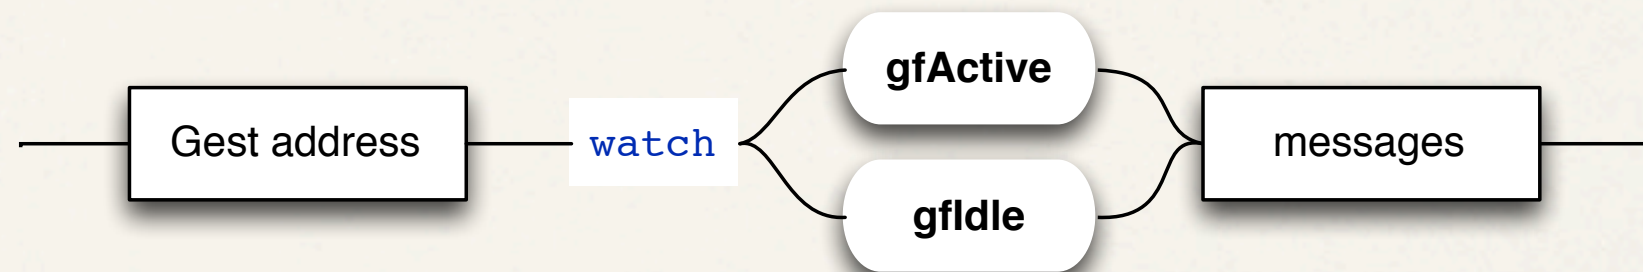 Gest address
watch
gfActive
gfIdle
messages